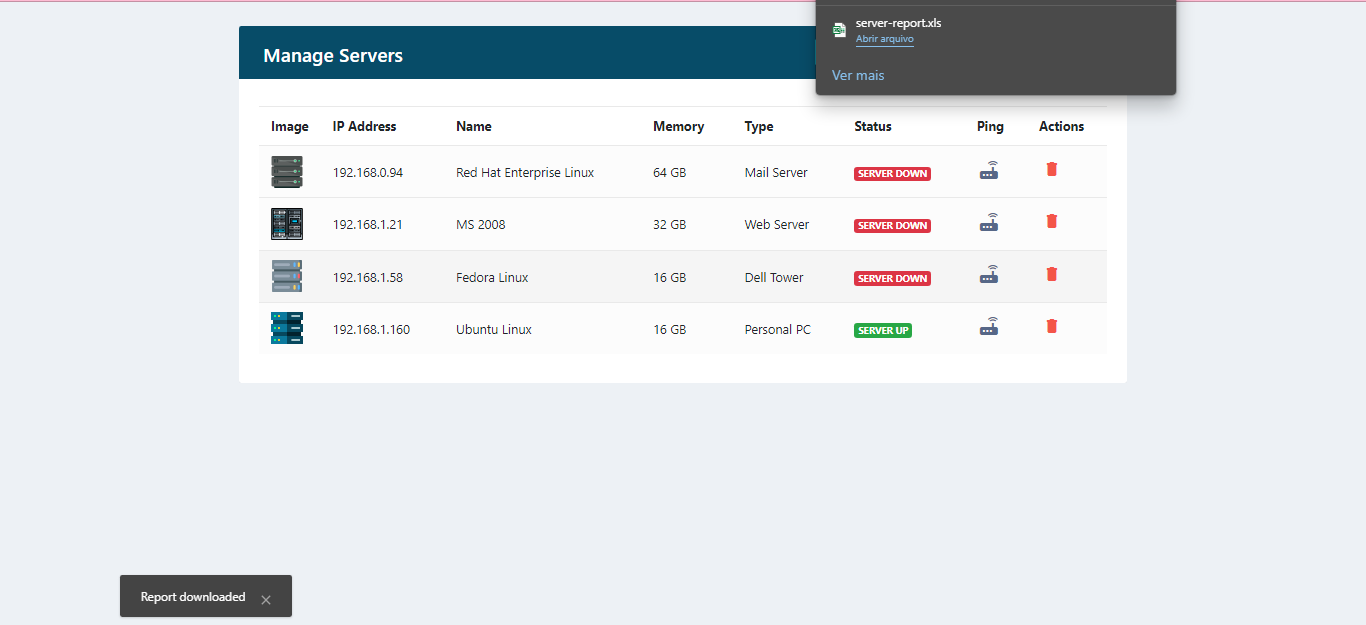 server-report.xls
Abrir arquivo
Ver mais
Manage Servers
Image IP Address Name Memory Type Status Ping Actions
192.168.0.94 Red Hat Enterprise Linux 64 GB Mail Server SERVER DOWN
192.168.1.21 MS 2008 32 GB Web Server SERVER DOWN
192.168.1.58 Fedora Linux 16 GB Dell Tower SERVER DOWN
192.168.1.160 Ubuntu Linux 16 GB Personal PC SERVER UP
Report downloaded